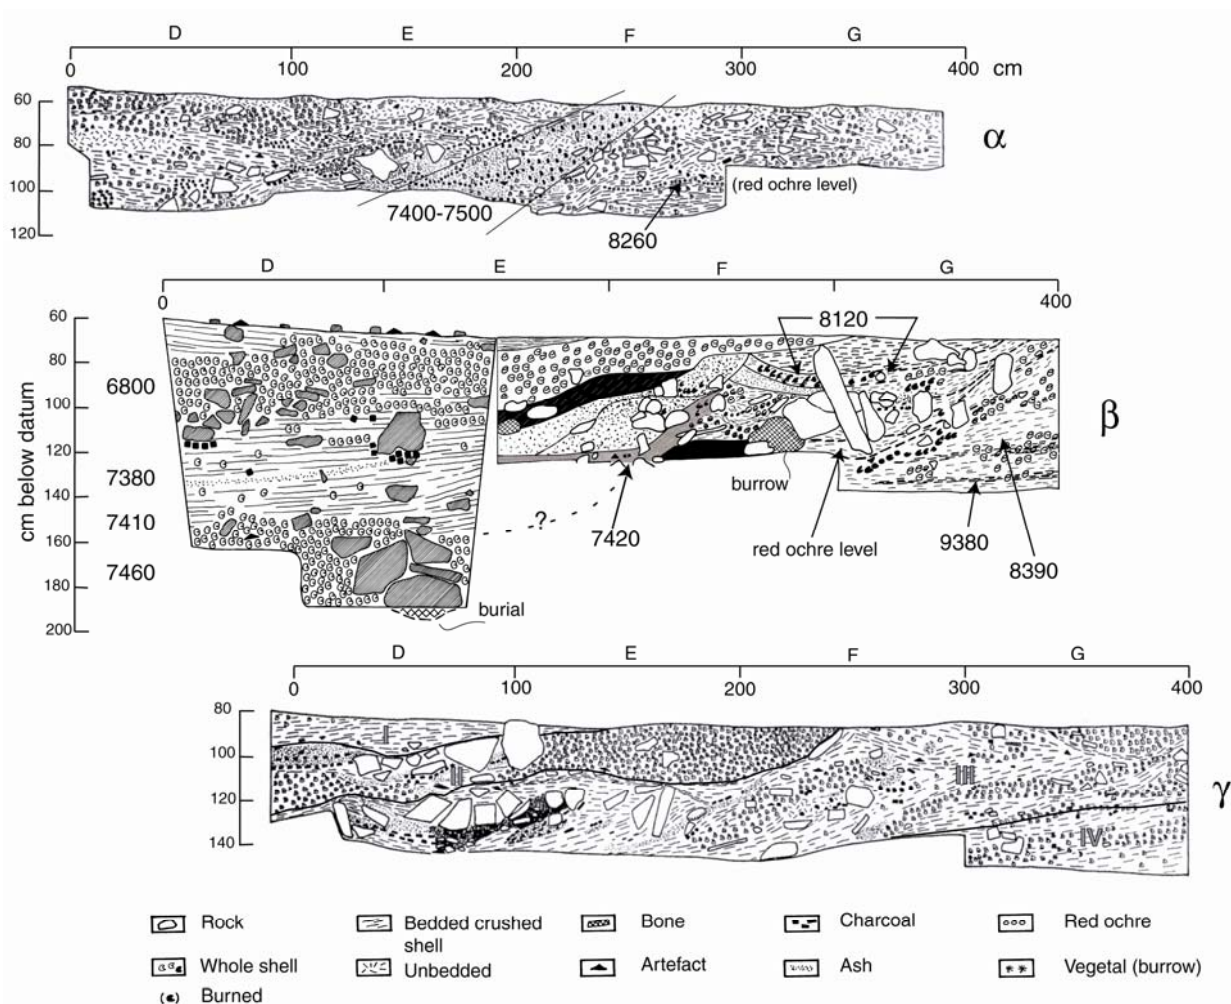 D E F G
0 100 200 300 400 cm
60
80
100
120
α
(red ochre level)
7400-7500
8260
D E F G
0 400
cm below datum
60
80
100
120
140
160
180
200
6800
7380
7410
7460
8120
β
burrow
?
7420
red ochre level
9380
8390
burial
D E F G
0 100 200 300 400
80
100
120
140
I
II
III
IV
γ
Rock Bedded crushed shell Bone Charcoal Red ochre
Whole shell Unbedded Artefact Ash Vegetal (burrow)
Burned